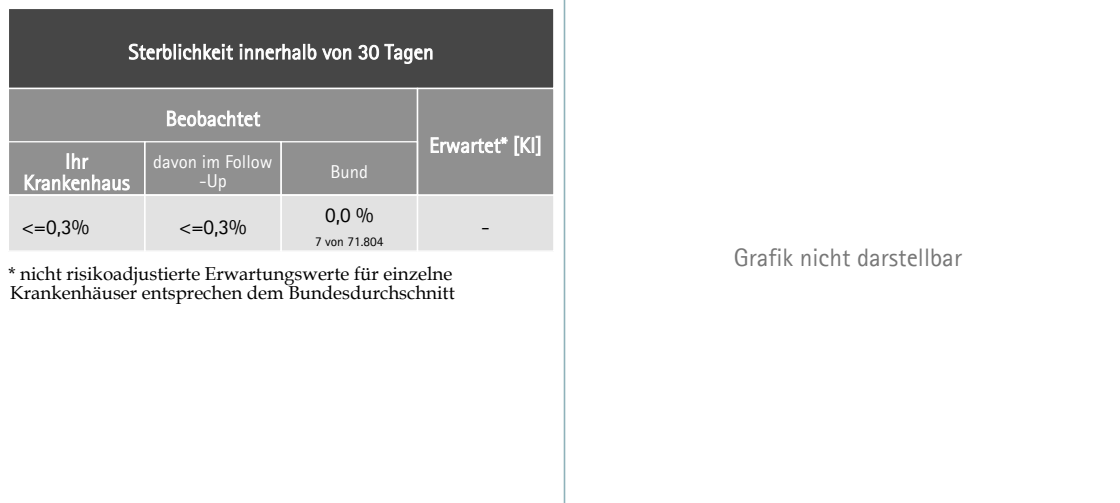 Sterblichkeit innerhalb von 30 Tagen
Beobachtet
Erwartet* [KI]
Ihr
Krankenhaus
davon im Follow
-Up
Bund
<=0,3%
<=0,3%
0,0 %
7 von 71.804
-
* nicht risikoadjustierte Erwartungswerte für einzelne
Krankenhäuser entsprechen dem Bundesdurchschnitt
Grafik nicht darstellbar